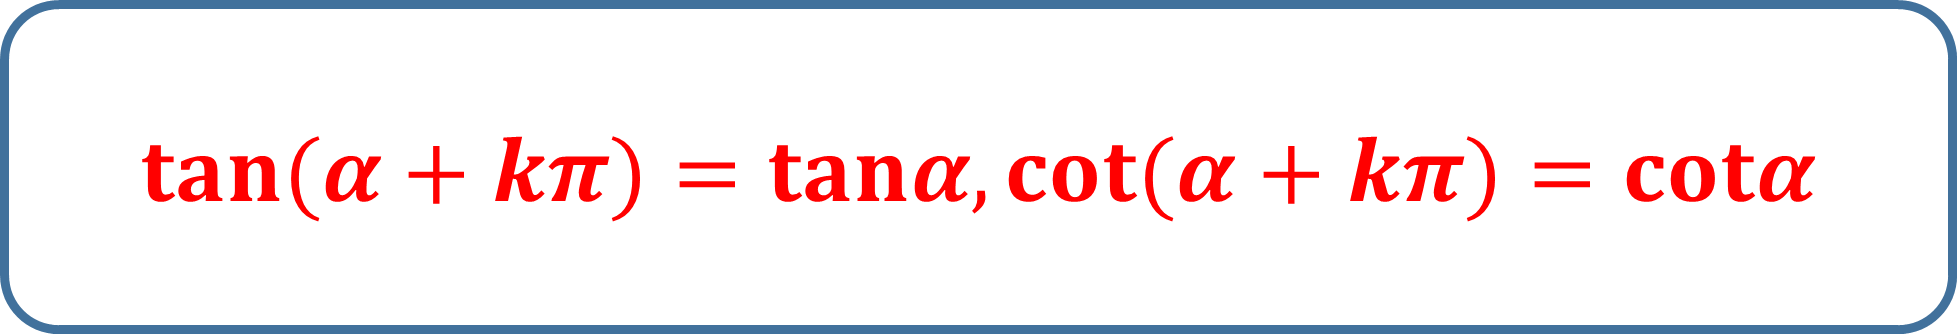 tan(α + kπ) = tanα, cot(α + kπ) = cotα